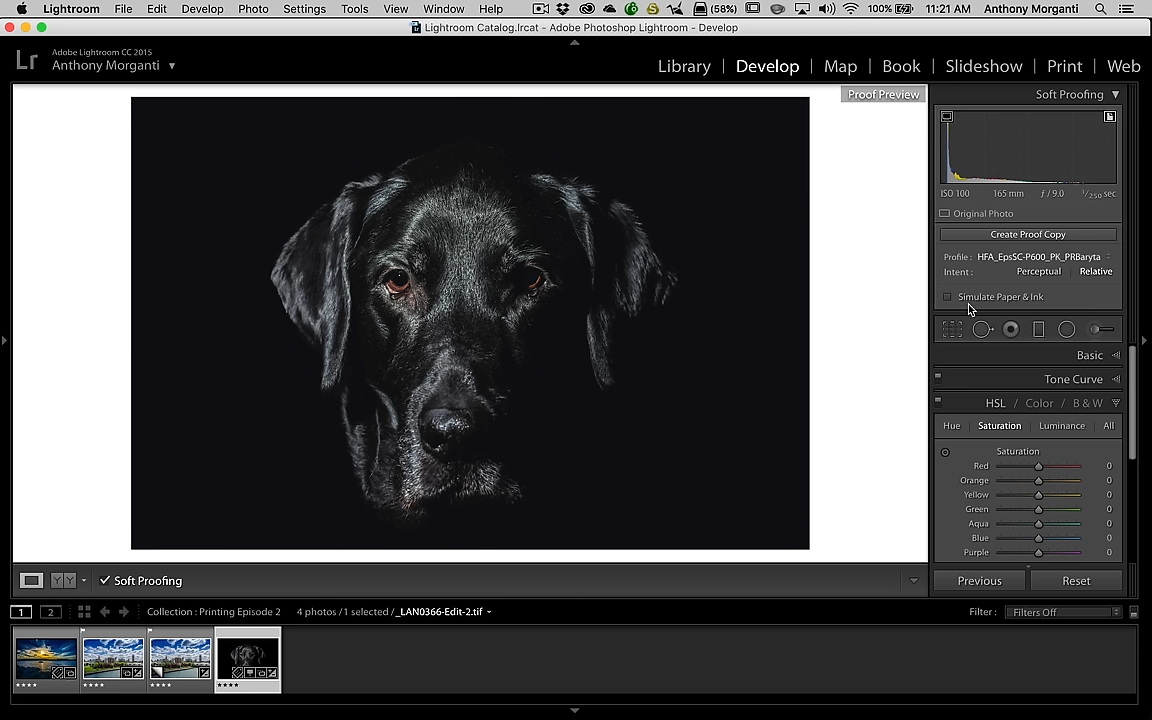 Lightroom File Edit Develop Photo Settings Tools View Window Help (58%) 100% 11:21 AM Anthony Morganti
Lightroom Catalog.lrcat - Adobe Photoshop Lightroom - Develop
Lr Adobe Lightroom CC 2015
Anthony Morganti
Library | Develop | Map | Book | Slideshow | Print | Web
Proof Preview
Soft Proofing
ISO 100 165 mm ƒ / 9.0 1/250 sec
Original Photo
Create Proof Copy
Profile : HFA_EpsSC-P600_PK_PRBaryta
Intent : Perceptual Relative
Simulate Paper & Ink
Basic
Tone Curve
HSL / Color / B & W
Hue Saturation Luminance All
Saturation
Red 0
Orange 0
Yellow 0
Green 0
Aqua 0
Blue 0
Purple 0
Y Y Soft Proofing
Previous Reset
1 2 Collection : Printing Episode 2 4 photos / 1 selected / _LAN0366-Edit-2.tif Filter : Filters Off